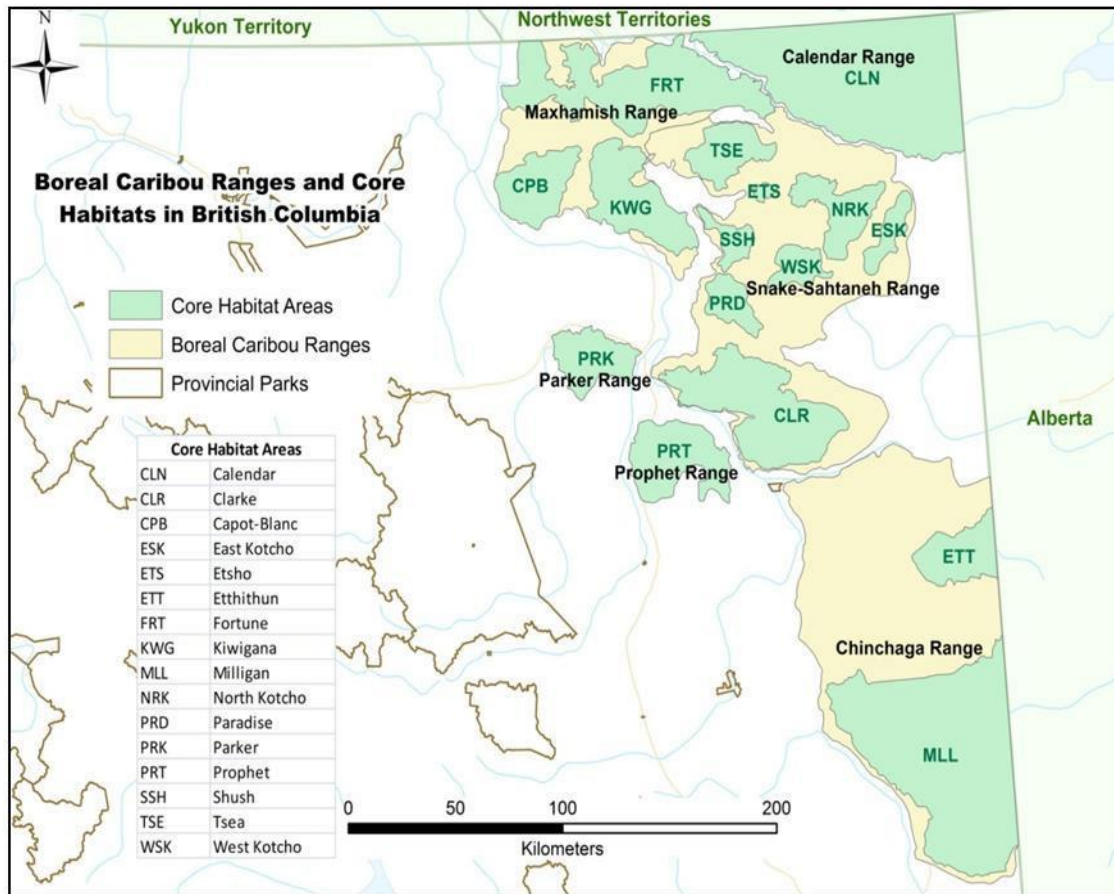 N
Yukon Territory
Northwest Territories
Calendar Range
CLN
FRT
Maxhamish Range
TSE
Boreal Caribou Ranges and Core
Habitats in British Columbia
CPB
KWG
ETS
NRK
ESK
SSH
WSK
Snake-Sahtaneh Range
PRD
Core Habitat Areas
Boreal Caribou Ranges
Provincial Parks
PRK
Parker Range
CLR
Alberta
PRT
Prophet Range
ETT
Chinchaga Range
MLL
Core Habitat Areas
CLN Calendar
CLR Clarke
CPB Capot-Blanc
ESK East Kotcho
ETS Etsho
ETT Etthithun
FRT Fortune
KWG Kiwigana
MLL Milligan
NRK North Kotcho
PRD Paradise
PRK Parker
PRT Prophet
SSH Shush
TSE Tsea
WSK West Kotcho
0 50 100 200
Kilometers